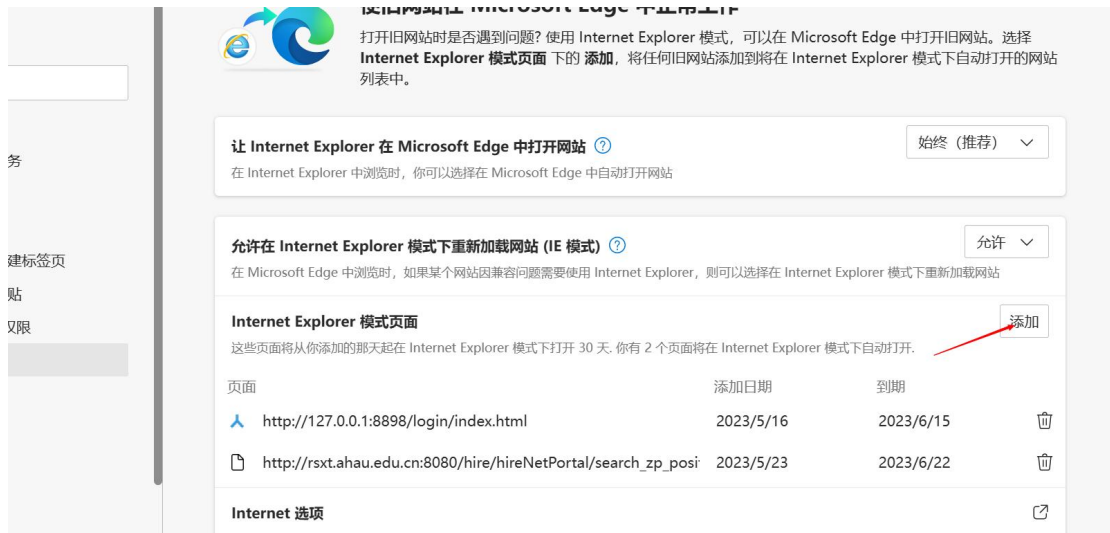 使旧网站在 Microsoft Edge 中正常工作
打开旧网站时是否遇到问题? 使用 Internet Explorer 模式，可以在 Microsoft Edge 中打开旧网站。选择
Internet Explorer 模式页面 下的 添加，将任何旧网站添加到将在 Internet Explorer 模式下自动打开的网站
列表中。
让 Internet Explorer 在 Microsoft Edge 中打开网站
始终（推荐）
在 Internet Explorer 中浏览时，你可以选择在 Microsoft Edge 中自动打开网站
务
允许在 Internet Explorer 模式下重新加载网站 (IE 模式)
允许
建标签页
在 Microsoft Edge 中浏览时，如果某个网站因兼容问题需要使用 Internet Explorer，则可以选择在 Internet Explorer 模式下重新加载网站
贴
权限
Internet Explorer 模式页面
添加
这些页面将从你添加的那天起在 Internet Explorer 模式下打开 30 天. 你有 2 个页面将在 Internet Explorer 模式下自动打开.
页面 添加日期 到期
http://127.0.0.1:8898/login/index.html 2023/5/16 2023/6/15
http://rsxt.ahau.edu.cn:8080/hire/hireNetPortal/search_zp_posi 2023/5/23 2023/6/22
Internet 选项